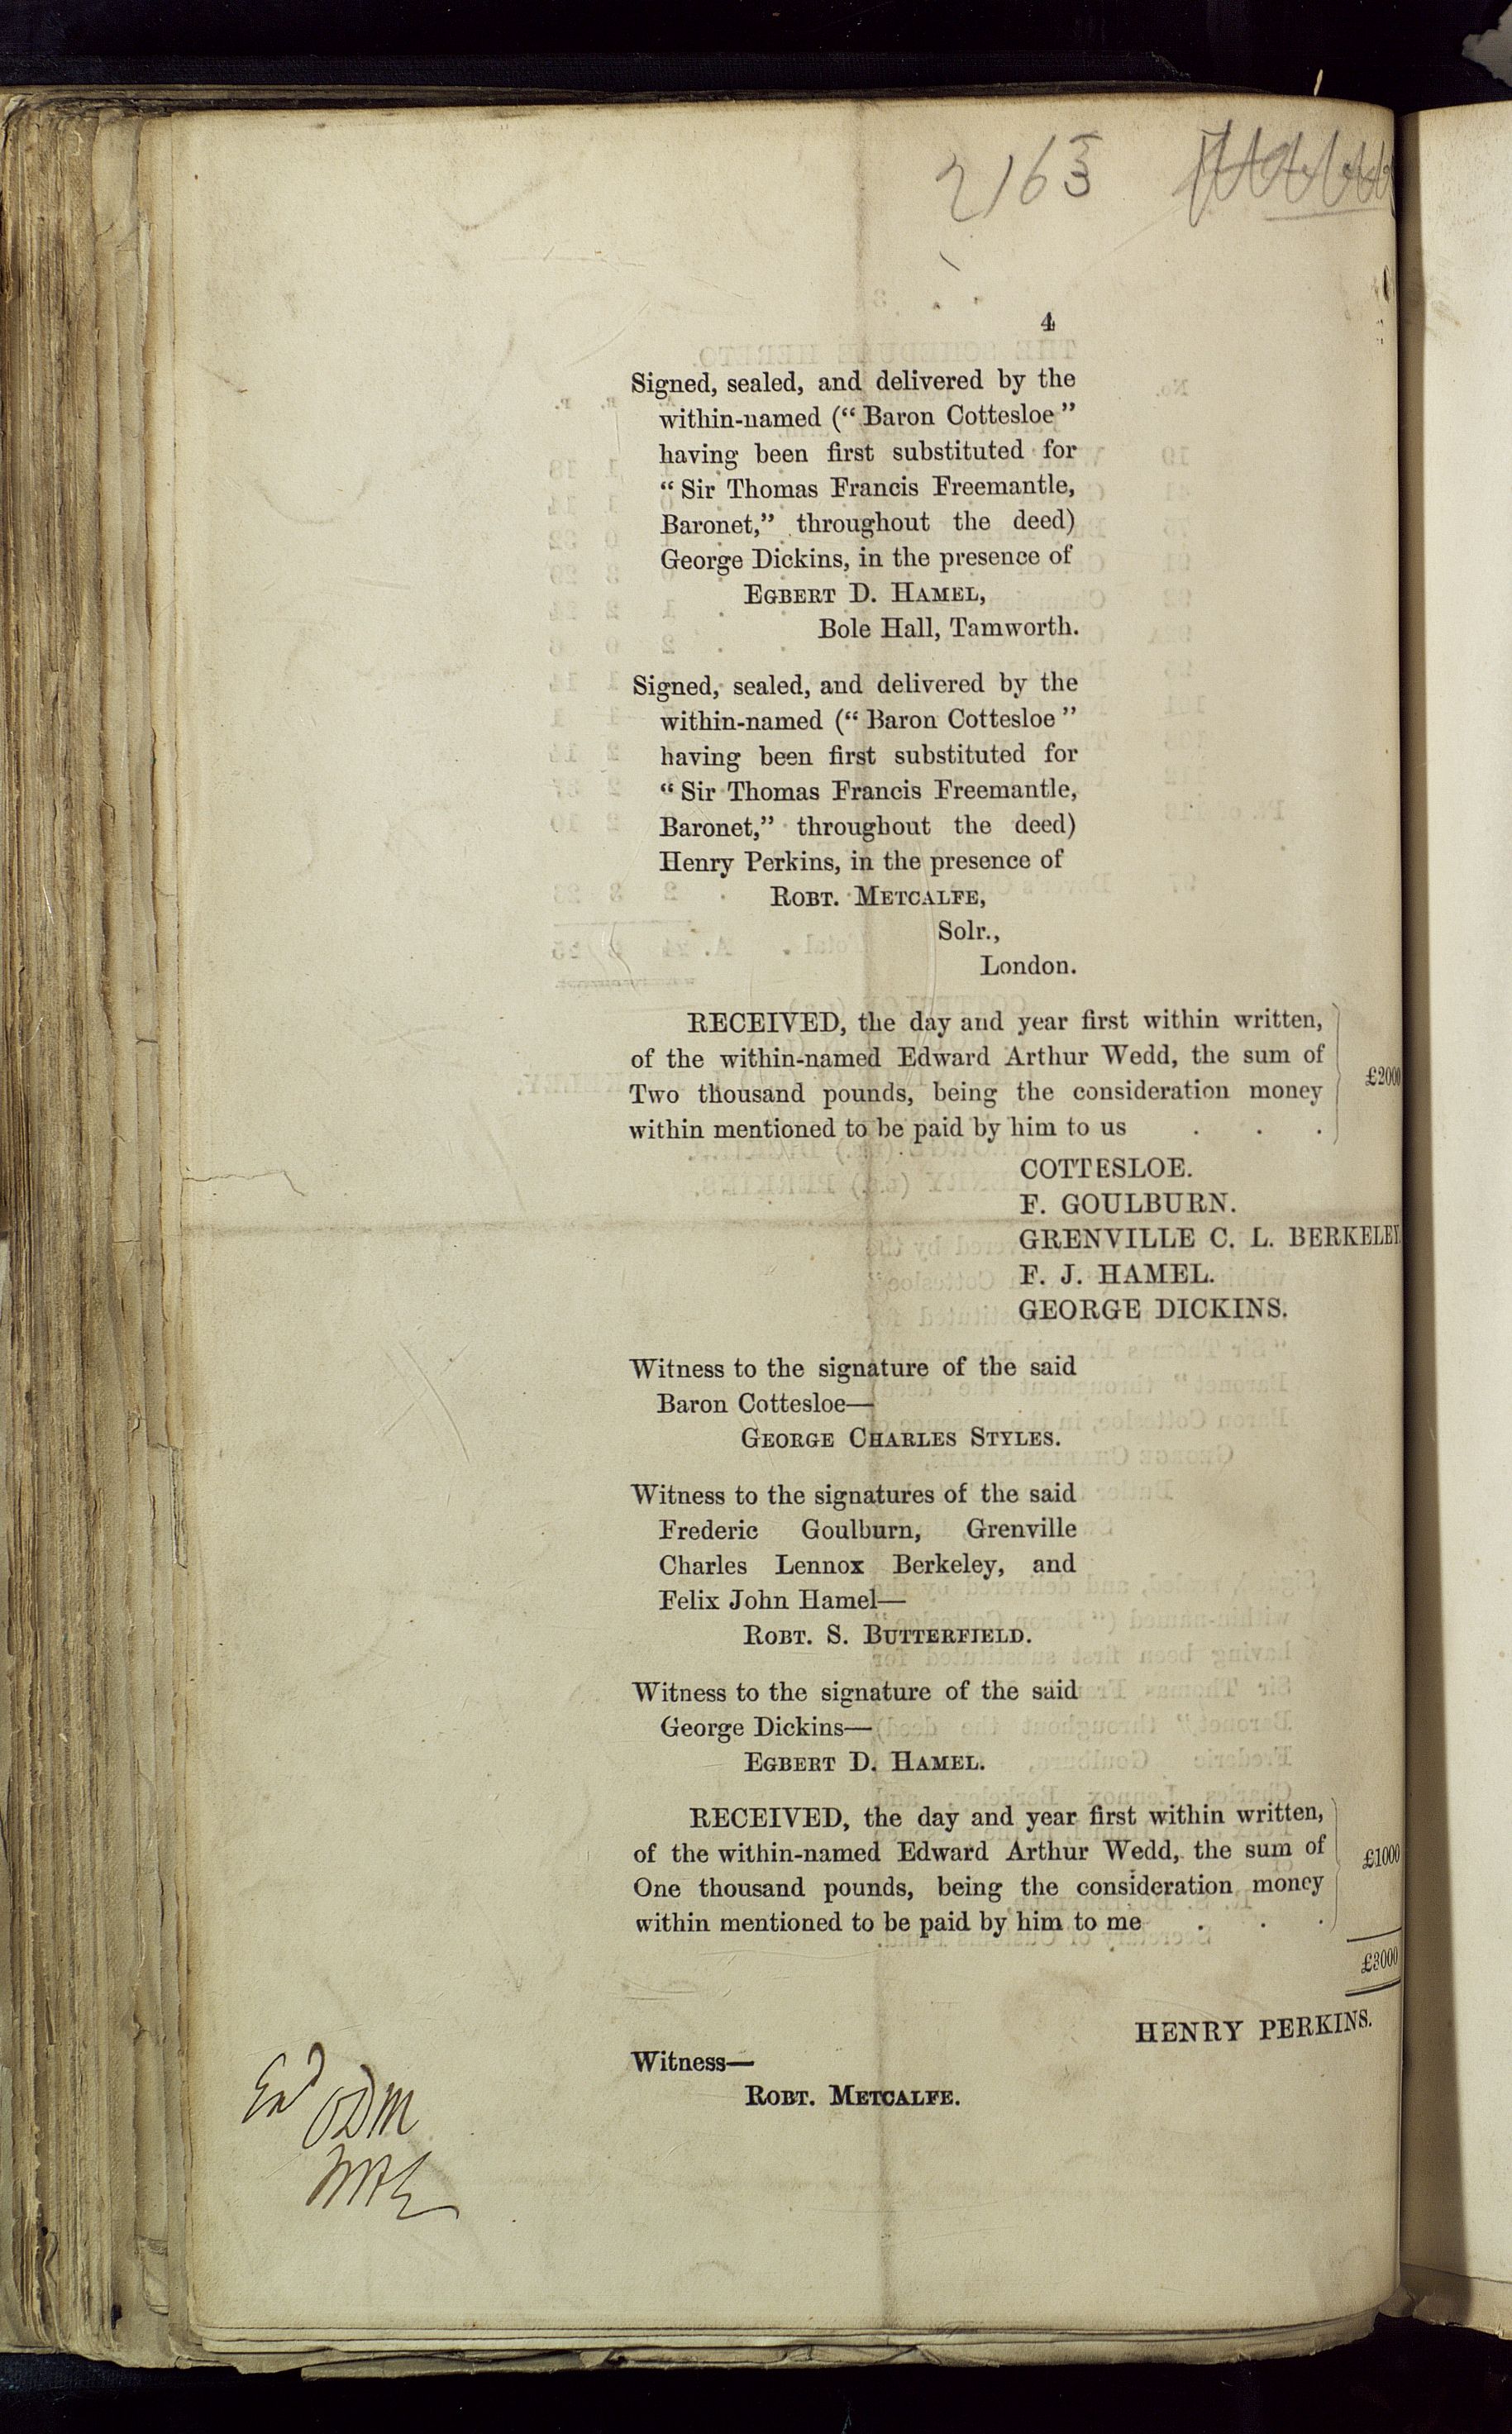 2163
4
Signed, sealed, and delivered by the
within-named (“Baron Cottesloe”
having been first substituted for
“Sir Thomas Francis Freemantle,
Baronet,” throughout the deed)
George Dickins, in the presence of
EGBERT D. HAMEL,
Bole Hall, Tamworth.
Signed, sealed, and delivered by the
within-named (“Baron Cottesloe”
having been first substituted for
“Sir Thomas Francis Freemantle,
Baronet,” throughout the deed)
Henry Perkins, in the presence of
ROBT. METCALFE,
Solr.,
London.
RECEIVED, the day and year first within written,
of the within-named Edward Arthur Wedd, the sum of
Two thousand pounds, being the consideration money
within mentioned to be paid by him to us . . .
£2000
COTTESLOE.
F. GOULBURN.
GRENVILLE C. L. BERKELEY.
F. J. HAMEL.
GEORGE DICKINS.
Witness to the signature of the said
Baron Cottesloe—
GEORGE CHARLES STYLES.
Witness to the signatures of the said
Frederic Goulburn, Grenville
Charles Lennox Berkeley, and
Felix John Hamel—
ROBT. S. BUTTERFIELD.
Witness to the signature of the said
George Dickins—
EGBERT D. HAMEL.
RECEIVED, the day and year first within written,
of the within-named Edward Arthur Wedd, the sum of
One thousand pounds, being the consideration money
within mentioned to be paid by him to me . . .
£1000
£3000
HENRY PERKINS.
Witness—
ROBT. METCALFE.